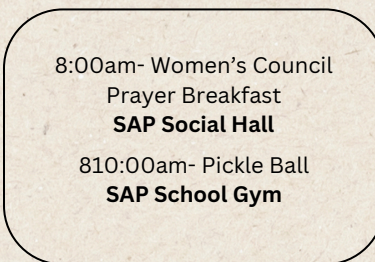 8:00am- Women’s Council
Prayer Breakfast
SAP Social Hall
810:00am- Pickle Ball
SAP School Gym